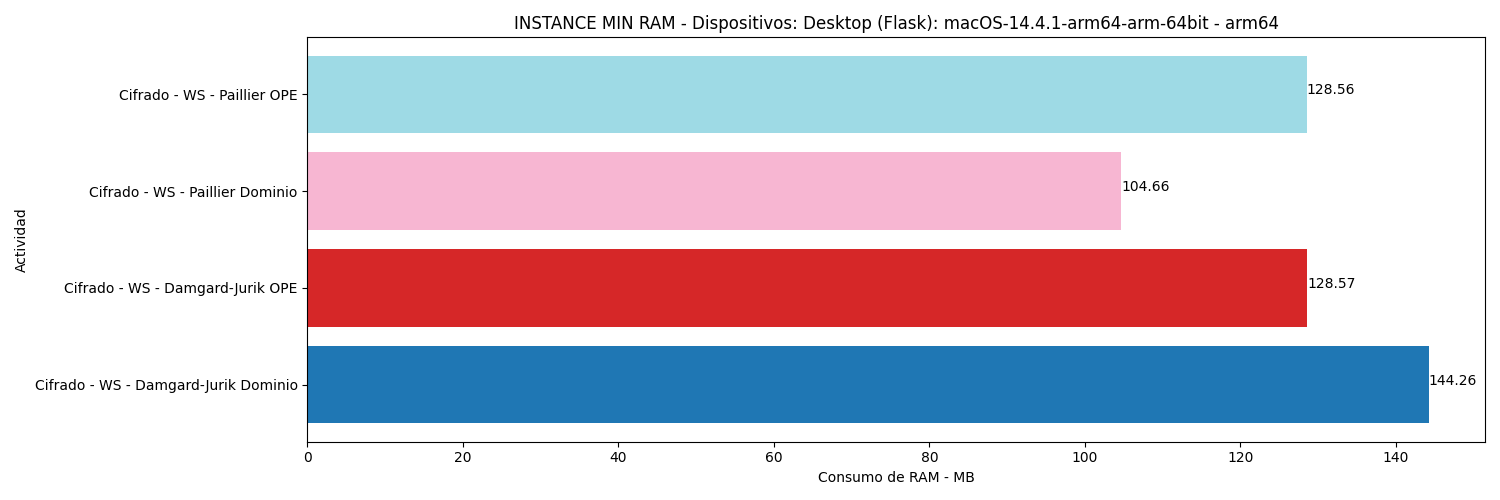 INSTANCE MIN RAM - Dispositivos: Desktop (Flask): macOS-14.4.1-arm64-arm-64bit - arm64
Actividad
Cifrado - WS - Paillier OPE
128.56
Cifrado - WS - Paillier Dominio
104.66
Cifrado - WS - Damgard-Jurik OPE
128.57
Cifrado - WS - Damgard-Jurik Dominio
144.26
0 20 40 60 80 100 120 140
Consumo de RAM - MB